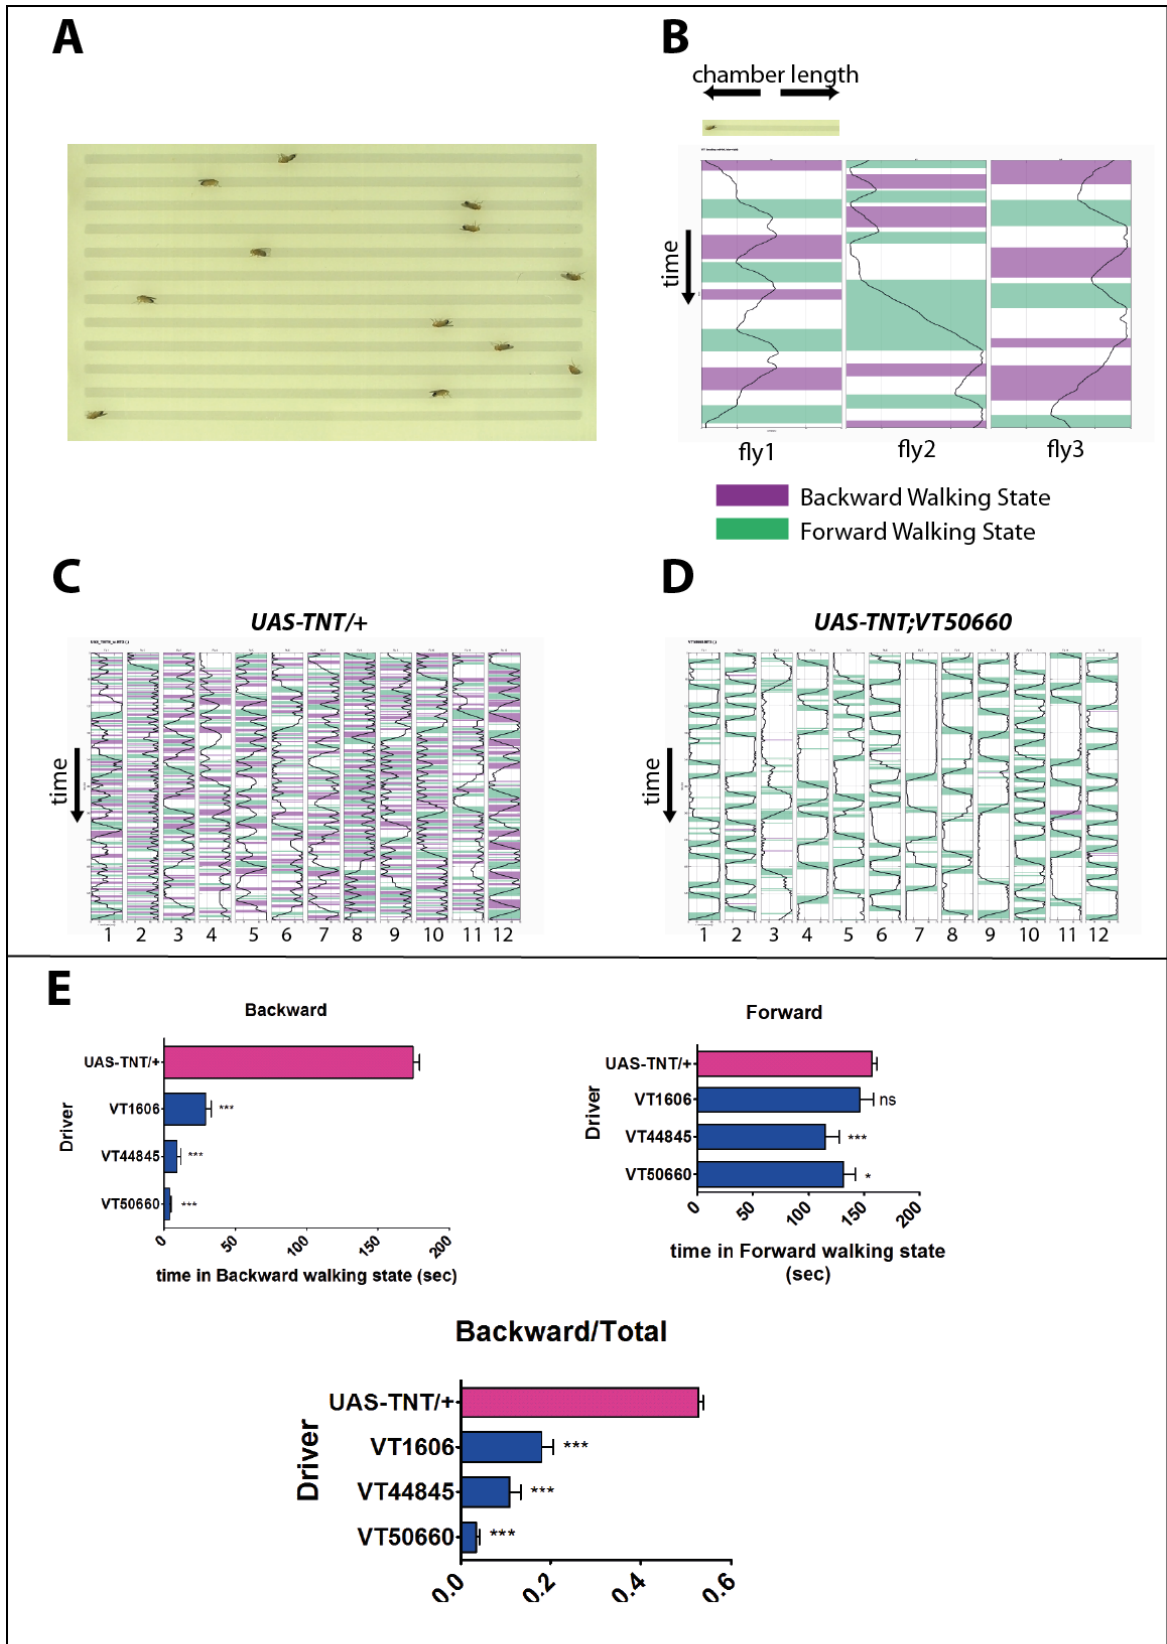 A
B
chamber length
time
fly1
fly2
fly3
Backward Walking State
Forward Walking State
C
D
UAS-TNT/+
time
1 2 3 4 5 6 7 8 9 10 11 12
UAS-TNT;VT50660
time
1 2 3 4 5 6 7 8 9 10 11 12
E
Backward
Driver
UAS-TNT/+
VT1606
***
VT44845
***
VT50660
***
0 50 100 150 200
time in Backward walking state (sec)
Forward
Driver
UAS-TNT/+
VT1606
ns
VT44845
***
VT50660
*
0 50 100 150 200
time in Forward walking state
(sec)
Backward/Total
Driver
UAS-TNT/+
VT1606
***
VT44845
***
VT50660
***
0.0 0.2 0.4 0.6